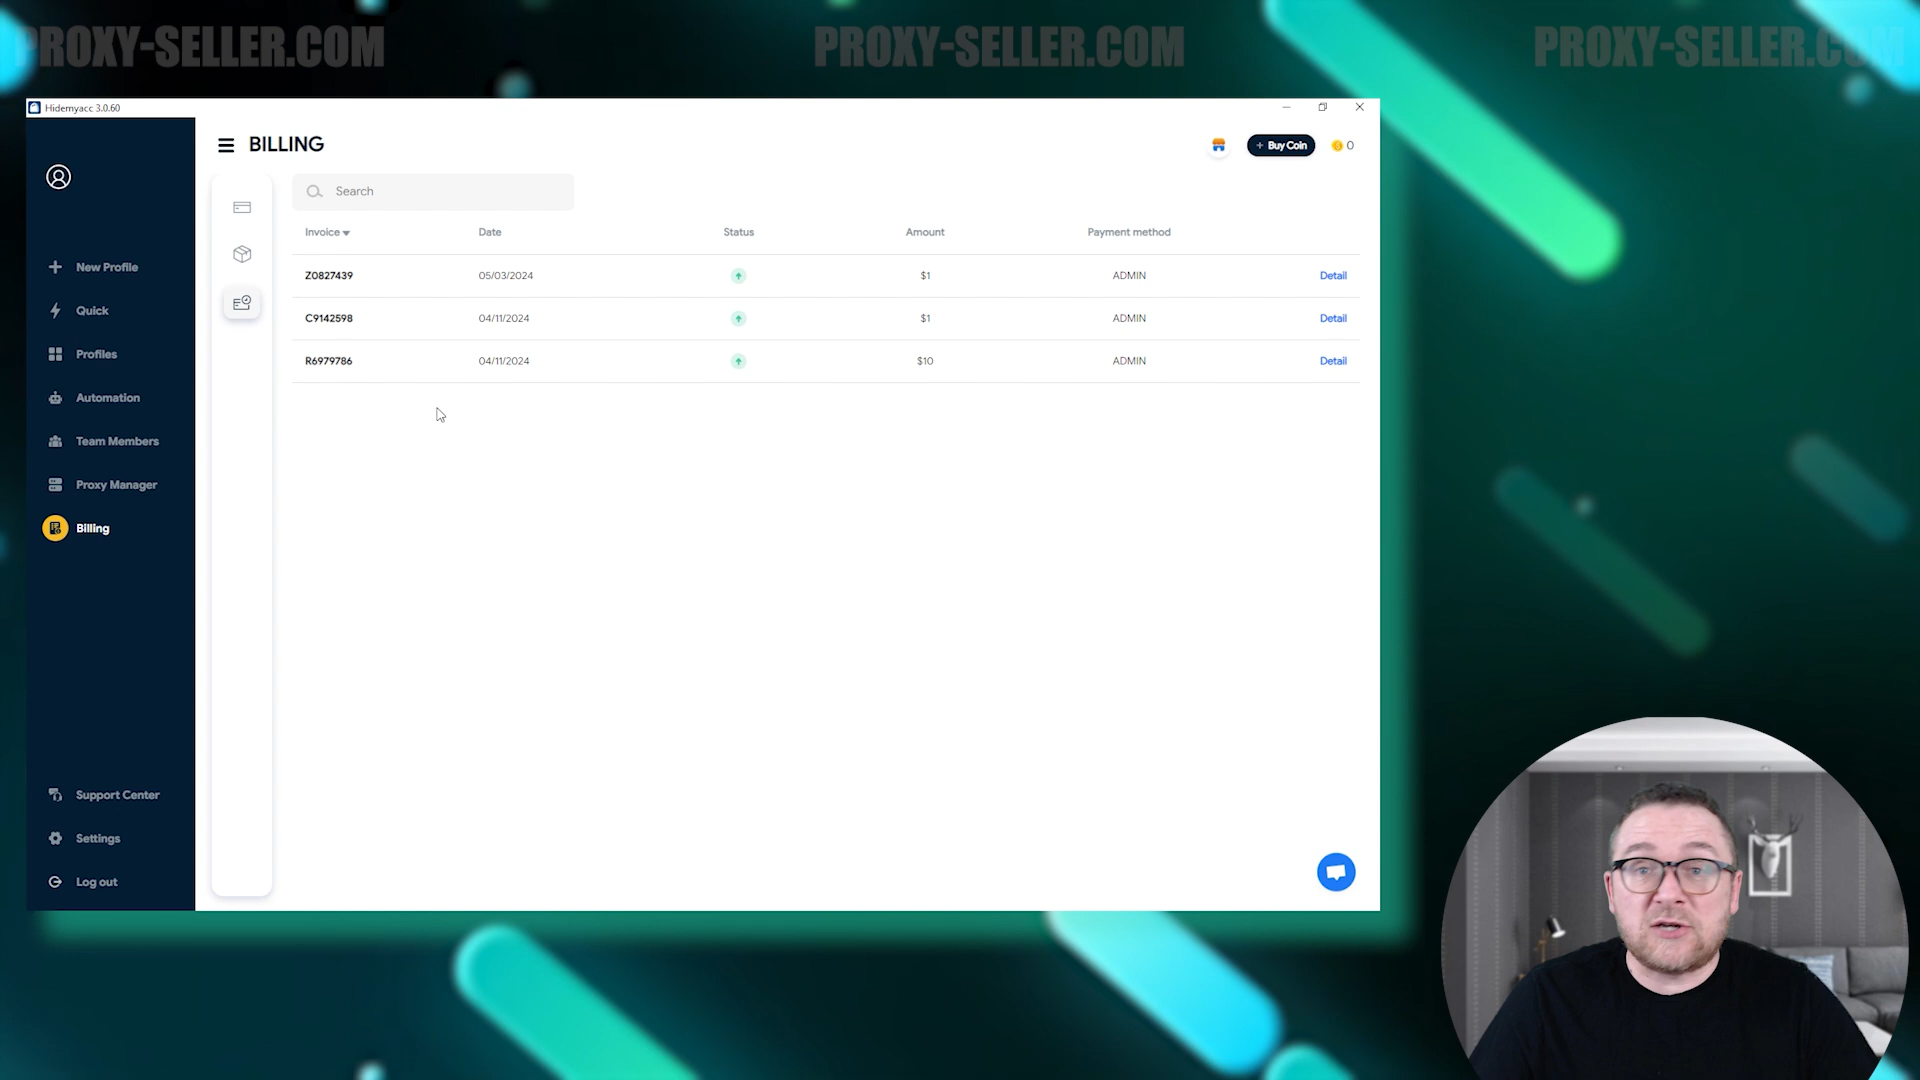 PROXY-SELLER.COM PROXY-SELLER.COM PROXY-SELLER.COM
Hidemyacc 3.0.60
BILLING
+ Buy Coin
0
Search
Invoice Date Status Amount Payment method
Z0827439 05/03/2024 $1 ADMIN Detail
C9142598 04/11/2024 $1 ADMIN Detail
R6979786 04/11/2024 $10 ADMIN Detail
New Profile
Quick
Profiles
Automation
Team Members
Proxy Manager
Billing
Support Center
Settings
Log out